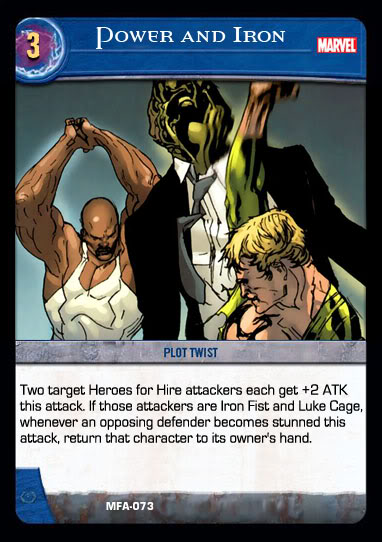 3
Power and Iron
MARVEL
PLOT TWIST
Two target Heroes for Hire attackers each get +2 ATK
this attack. If those attackers are Iron Fist and Luke Cage,
whenever an opposing defender becomes stunned this
attack, return that character to its owner's hand.
MFA-073